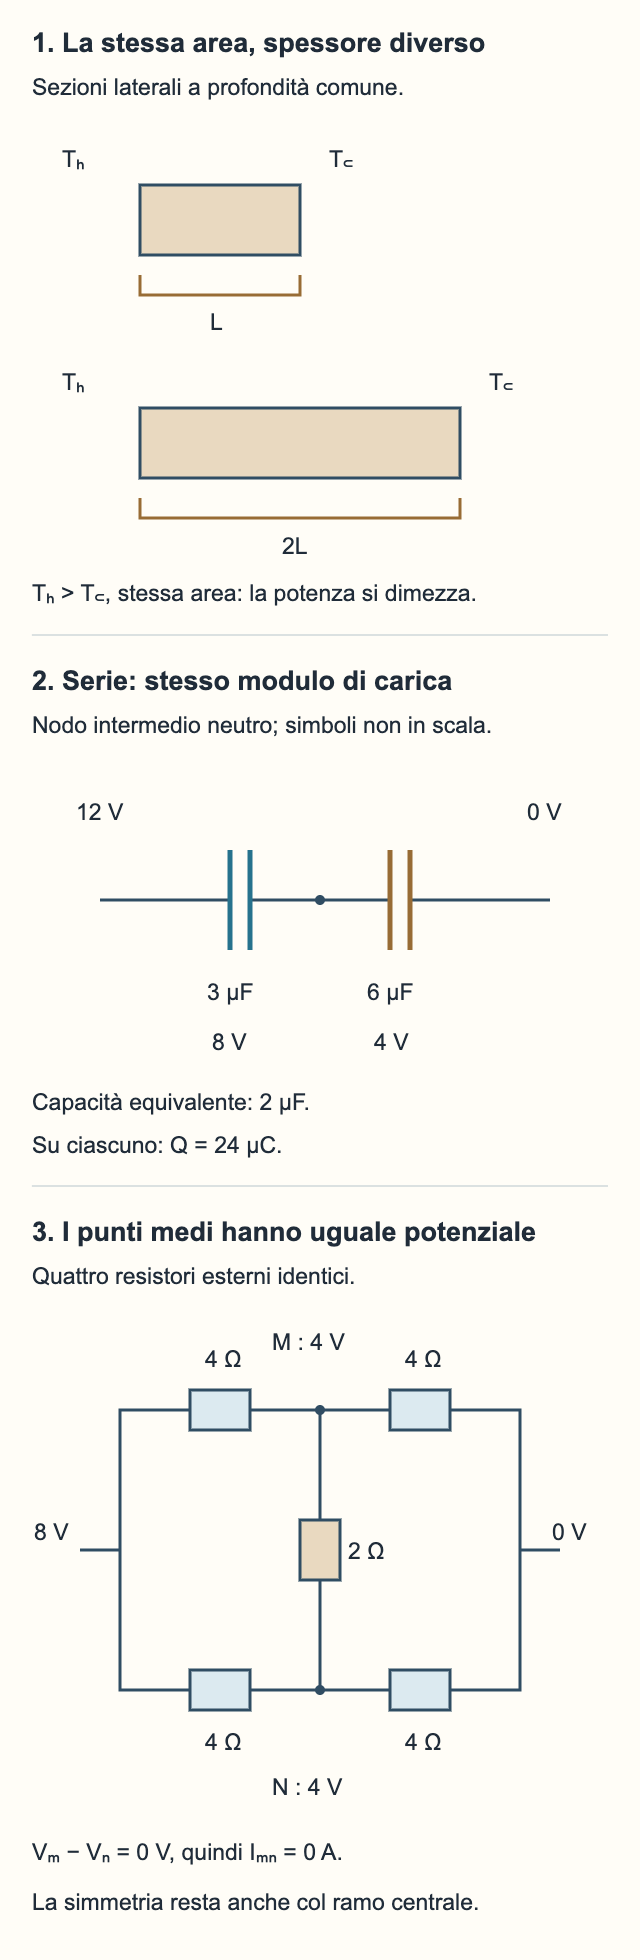 1. La stessa area, spessore diverso
Sezioni laterali a profondità comune.
Tₕ T꜀
L
Tₕ T꜀
2L
Tₕ > T꜀, stessa area: la potenza si dimezza.
2. Serie: stesso modulo di carica
Nodo intermedio neutro; simboli non in scala.
12 V 0 V
3 µF 6 µF
8 V 4 V
Capacità equivalente: 2 µF.
Su ciascuno: Q = 24 µC.
3. I punti medi hanno uguale potenziale
Quattro resistori esterni identici.
M : 4 V
4 Ω 4 Ω
8 V 0 V
2 Ω
4 Ω 4 Ω
N : 4 V
Vₘ − Vₙ = 0 V, quindi Iₘₙ = 0 A.
La simmetria resta anche col ramo centrale.